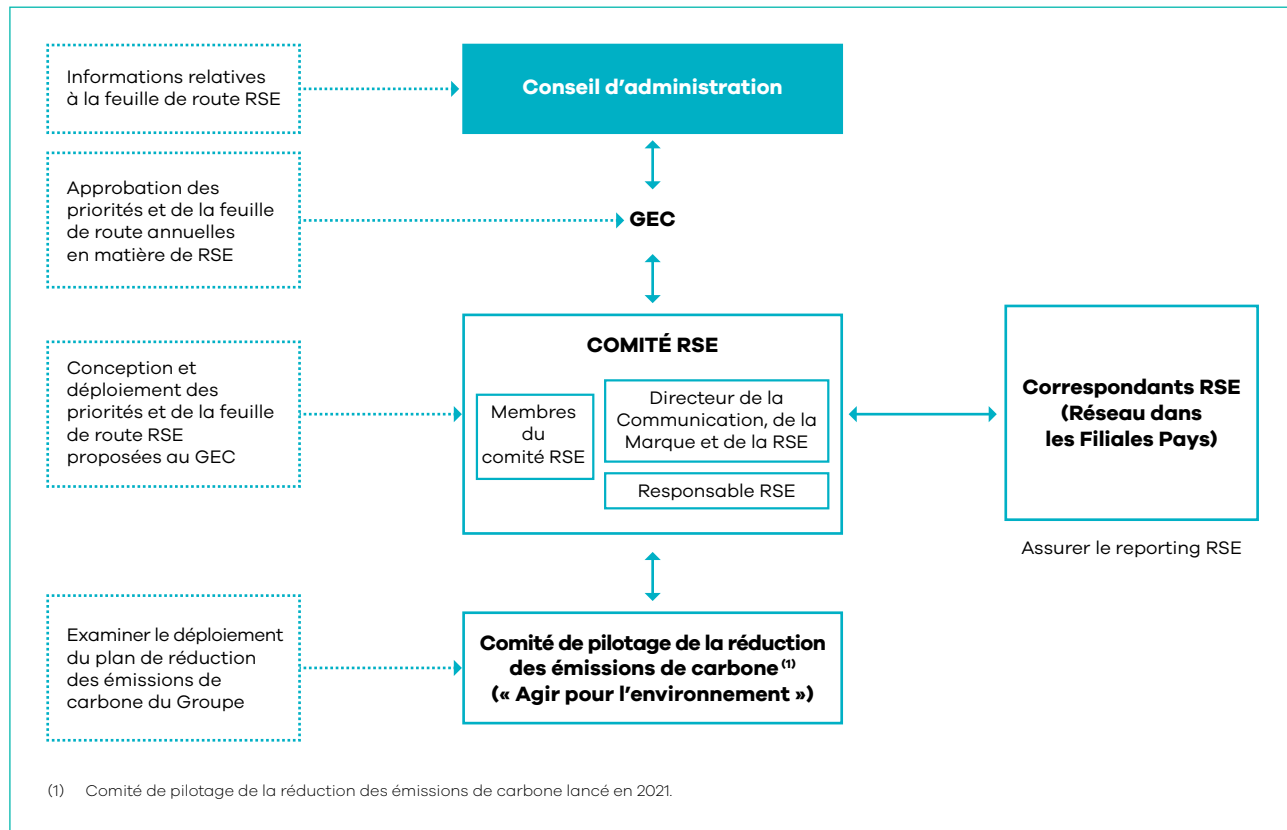 Informations relatives
à la feuille de route RSE
Conseil d'administration
Approbation des
priorités et de la feuille
de route annuelles
en matière de RSE
GEC
Conception et
déploiement des
priorités et de la feuille
de route RSE
proposées au GEC
COMITÉ RSE
Membres
du
comité RSE
Directeur de la
Communication, de la
Marque et de la RSE
Responsable RSE
Correspondants RSE
(Réseau dans
les Filiales Pays)
Assurer le reporting RSE
Examiner le déploiement
du plan de réduction
des émissions de
carbone du Groupe
Comité de pilotage de la réduction
des émissions de carbone (1)
(« Agir pour l'environnement »)
(1) Comité de pilotage de la réduction des émissions de carbone lancé en 2021.